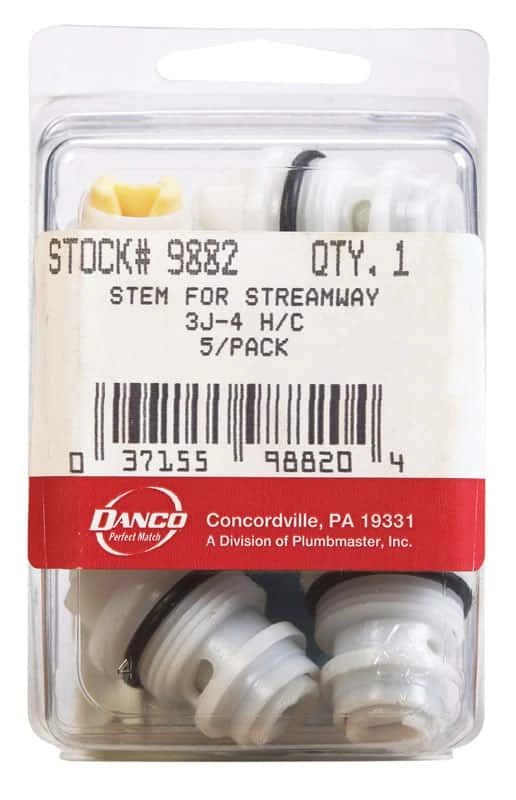 STOCK# 9882 QTY. 1
STEM FOR STREAMWAY
3J-4 H/C
5/PACK
0 37155 98820 4
DANCO
Perfect Match
Concordville, PA 19331
A Division of Plumbmaster, Inc.